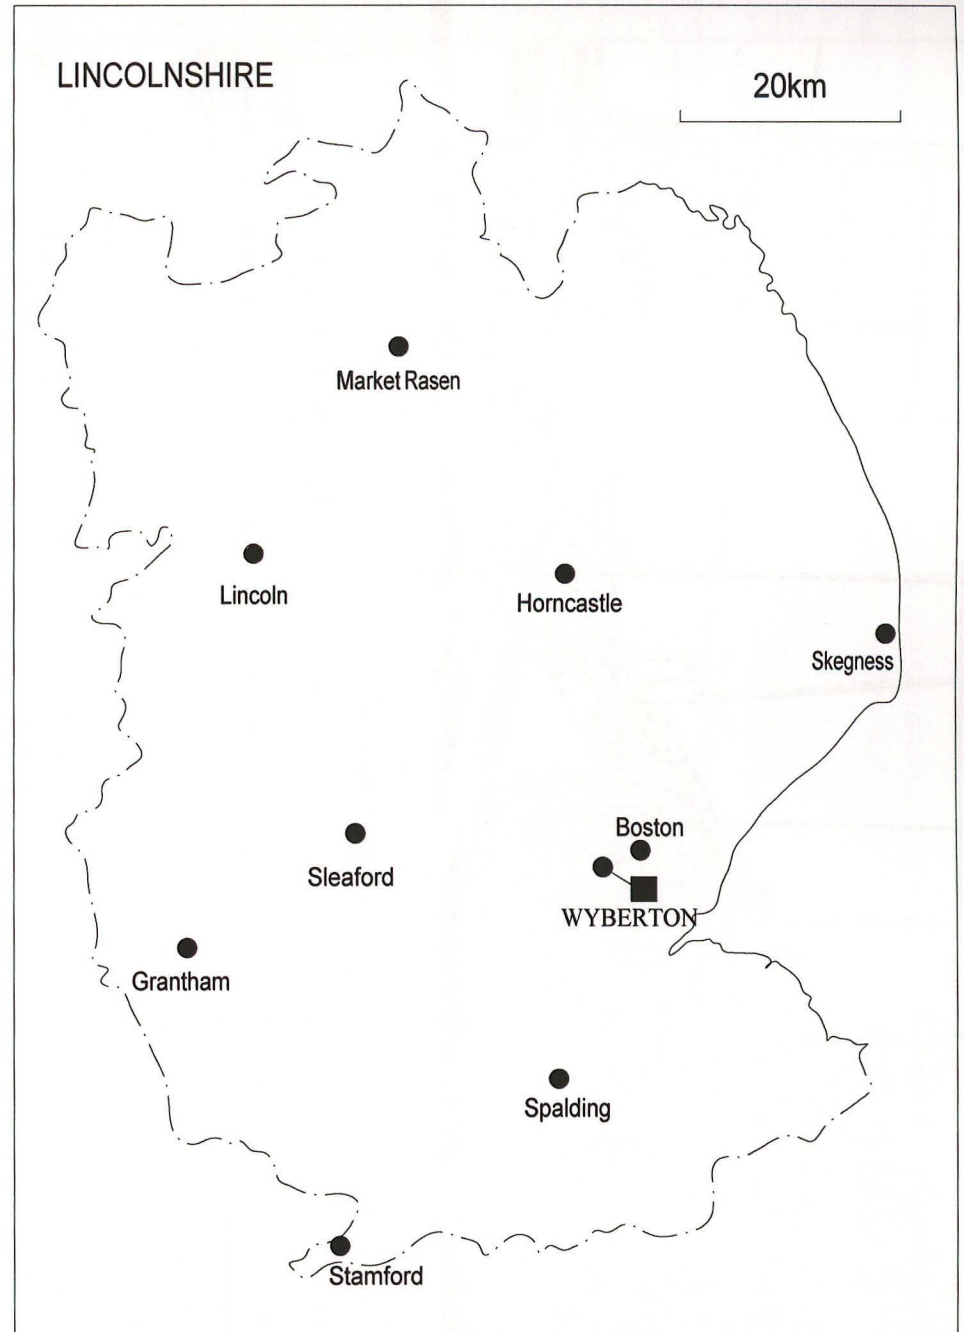 LINCOLNSHIRE
20km
Market Rasen
Lincoln
Horncastle
Skegness
Boston
Sleaford
WYBERTON
Grantham
Spalding
Stamford